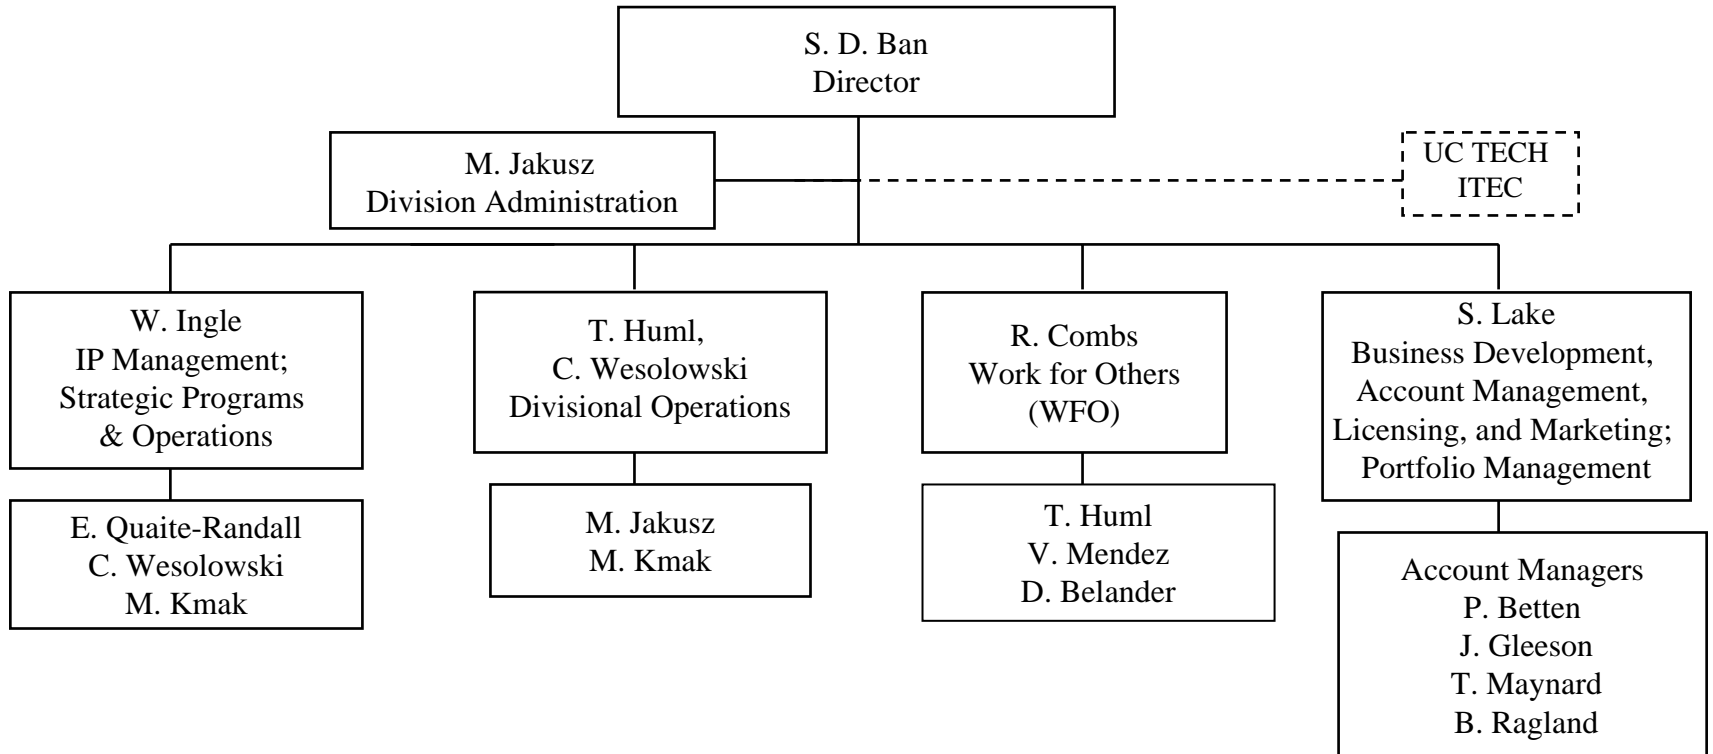 S. D. Ban
Director
M. Jakusz
Division Administration
UC TECH
ITEC
W. Ingle
IP Management;
Strategic Programs
& Operations
T. Huml,
C. Wesolowski
Divisional Operations
R. Combs
Work for Others
(WFO)
S. Lake
Business Development,
Account Management,
Licensing, and Marketing;
Portfolio Management
E. Quaite-Randall
C. Wesolowski
M. Kmak
M. Jakusz
M. Kmak
T. Huml
V. Mendez
D. Belander
Account Managers
P. Betten
J. Gleeson
T. Maynard
B. Ragland